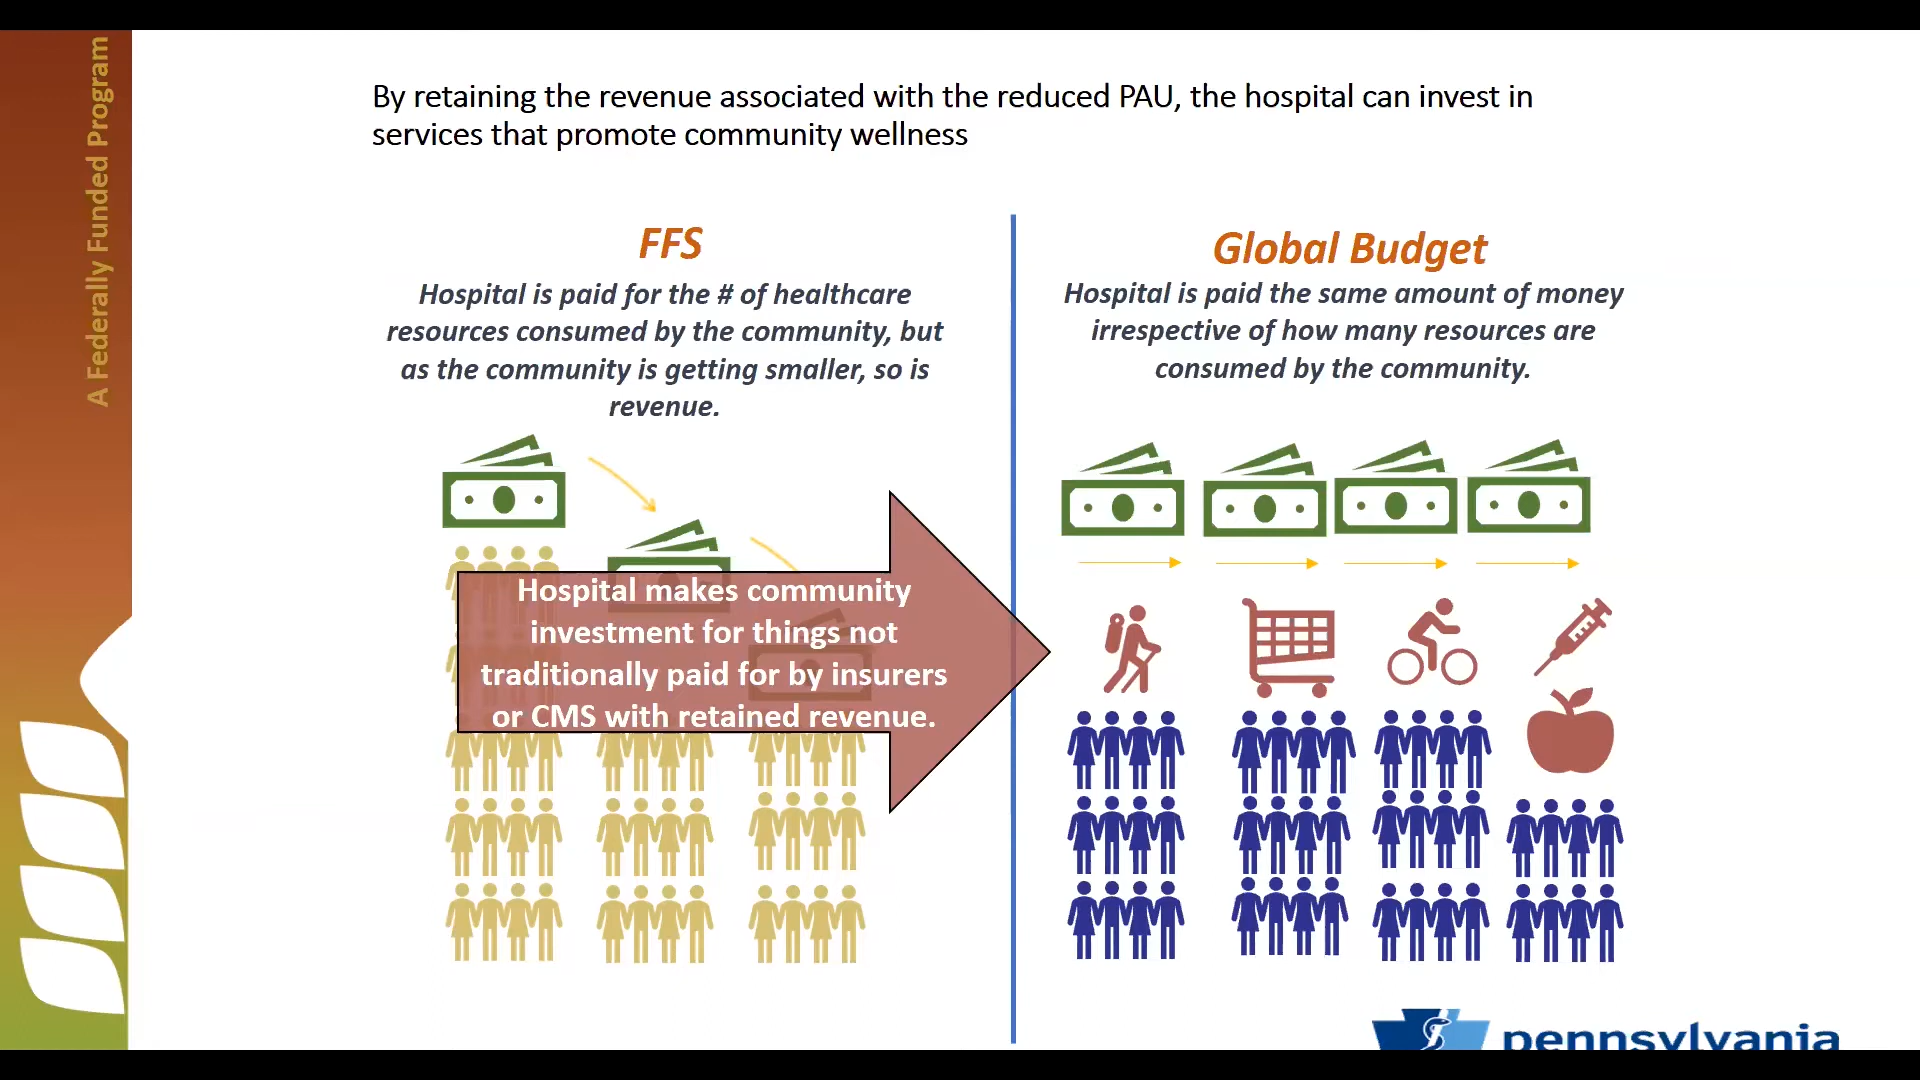 A Federally Funded Program
By retaining the revenue associated with the reduced PAU, the hospital can invest in
services that promote community wellness
FFS
Hospital is paid for the # of healthcare
resources consumed by the community, but
as the community is getting smaller, so is
revenue.
Hospital makes community
investment for things not
traditionally paid for by insurers
or CMS with retained revenue.
Global Budget
Hospital is paid the same amount of money
irrespective of how many resources are
consumed by the community.
pennsylvania